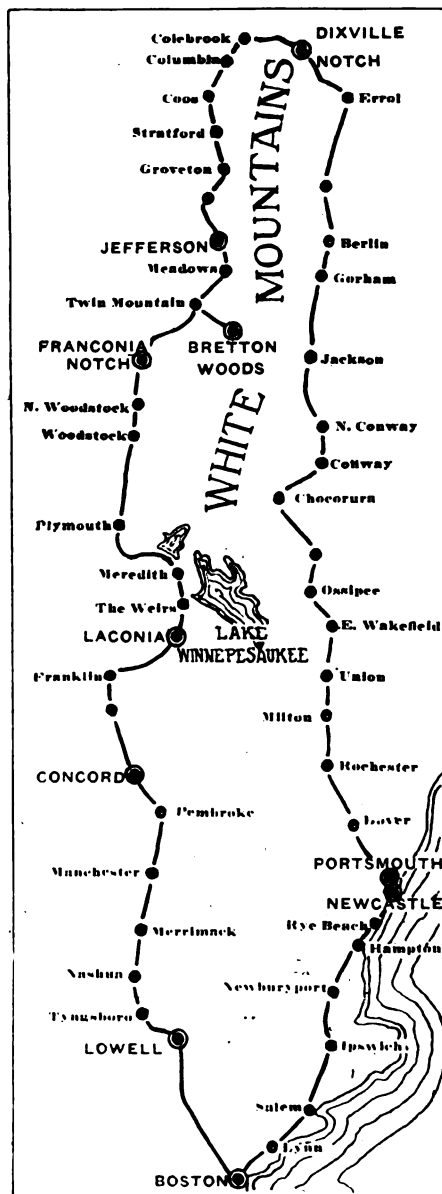 Colebrook
DIXVILLE
NOTCH
Columbia
Coos
Errol
Stratford
Groveton
MOUNTAINS
JEFFERSON
Berlin
Meadows
Gorham
Twin Mountain
FRANCONIA
NOTCH
BRETTON
WOODS
Jackson
N. Woodstock
WHITE
N. Conway
Woodstock
Conway
Chocorura
Plymouth
Meredith
Ossipee
The Weirs
LACONIA
LAKE
WINNEPESAUKEE
E. Wakefield
Franklin
Union
Milton
CONCORD
Rochester
Pembroke
Dover
PORTSMOUTH
Manchester
NEWCASTLE
Rye Beach
Merrimack
Hampton
Nashua
Newburyport
Tyngsboro
LOWELL
Ipswich
Salem
Lynn
BOSTON